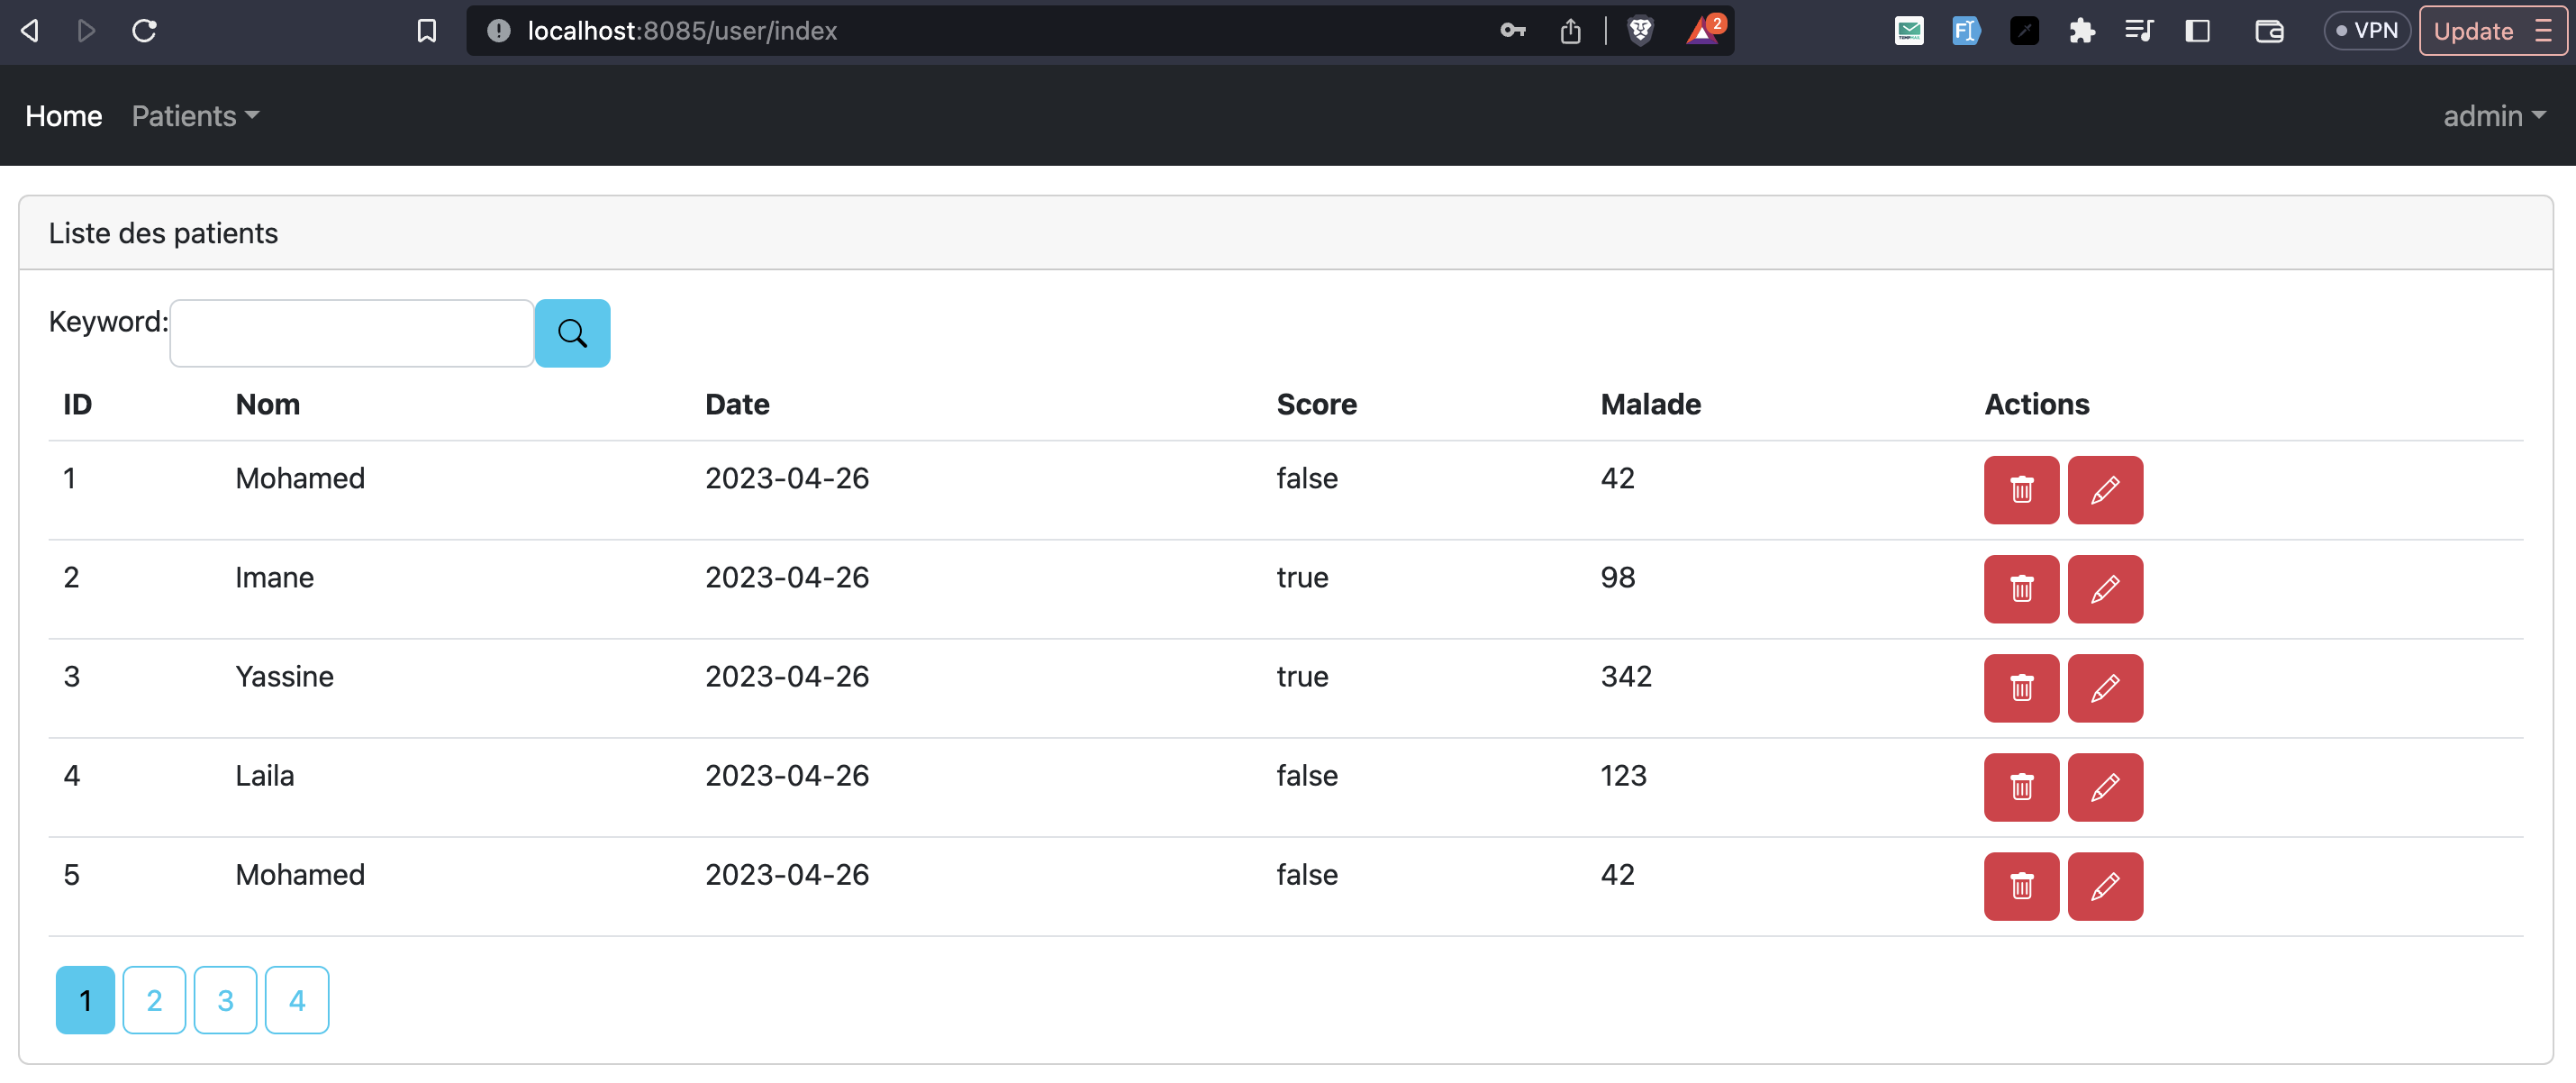 localhost:8085/user/index 2 VPN Update
Home Patients admin
Liste des patients
Keyword:
ID Nom Date Score Malade Actions
1 Mohamed 2023-04-26 false 42
2 Imane 2023-04-26 true 98
3 Yassine 2023-04-26 true 342
4 Laila 2023-04-26 false 123
5 Mohamed 2023-04-26 false 42
1 2 3 4